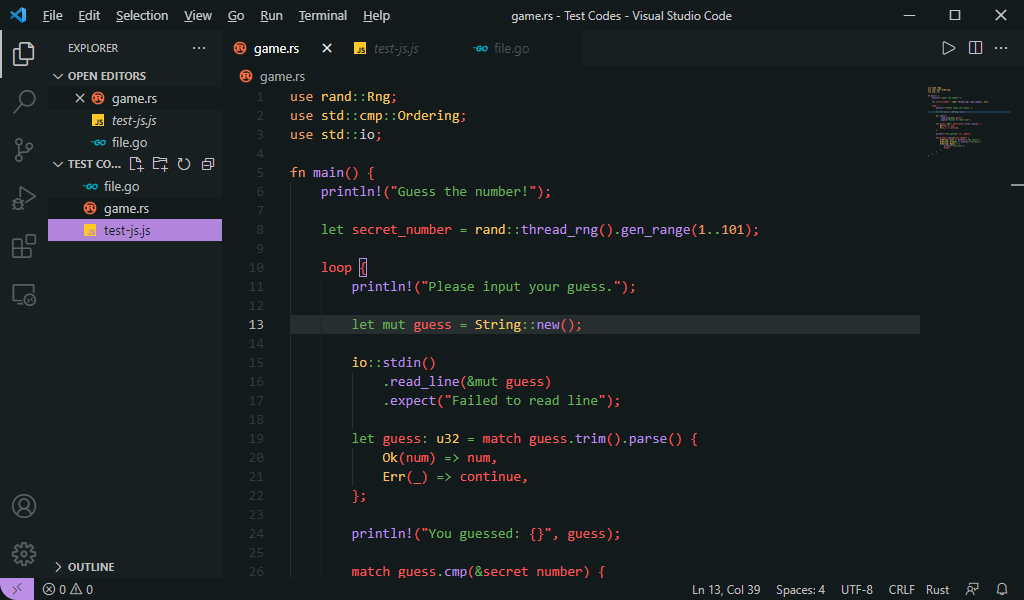 File Edit Selection View Go Run Terminal Help game.rs - Test Codes - Visual Studio Code
EXPLORER
OPEN EDITORS
game.rs
JS test-js.js
file.go
TEST CO...
file.go
game.rs
JS test-js.js
OUTLINE
game.rs JS test-js.js file.go
game.rs
1 use rand::Rng;
2 use std::cmp::Ordering;
3 use std::io;
4
5 fn main() {
6 println!("Guess the number!");
7
8 let secret_number = rand::thread_rng().gen_range(1..101);
9
10 loop {
11 println!("Please input your guess.");
12
13 let mut guess = String::new();
14
15 io::stdin()
16 .read_line(&mut guess)
17 .expect("Failed to read line");
18
19 let guess: u32 = match guess.trim().parse() {
20 Ok(num) => num,
21 Err(_) => continue,
22 };
23
24 println!("You guessed: {}", guess);
25
26 match guess.cmp(&secret_number) {
0 0 Ln 13, Col 39 Spaces: 4 UTF-8 CRLF Rust